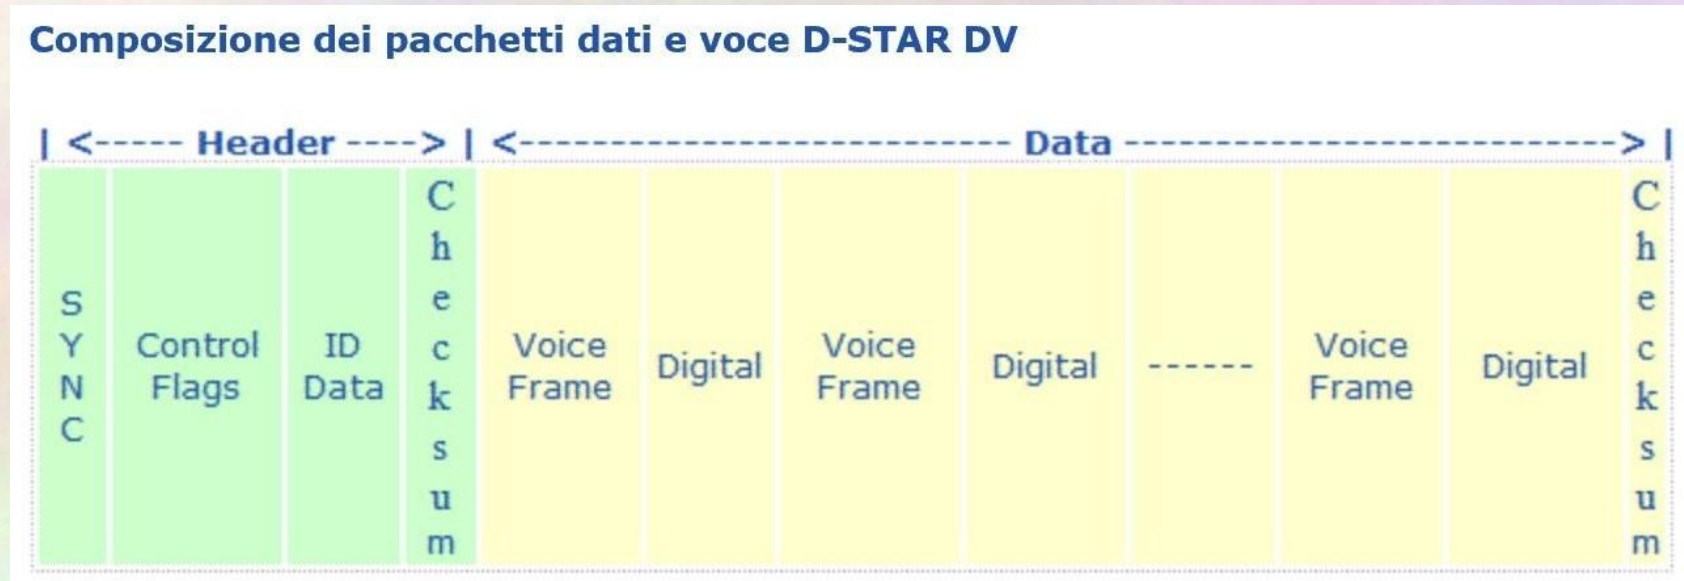 Composizione dei pacchetti dati e voce D-STAR DV
| <----- Header ----> | <--------------------------- Data ---------------------------> |
SYNC
Control
Flags
ID
Data
Checksum
Voice
Frame
Digital
Voice
Frame
Digital
------
Voice
Frame
Digital
Checksum